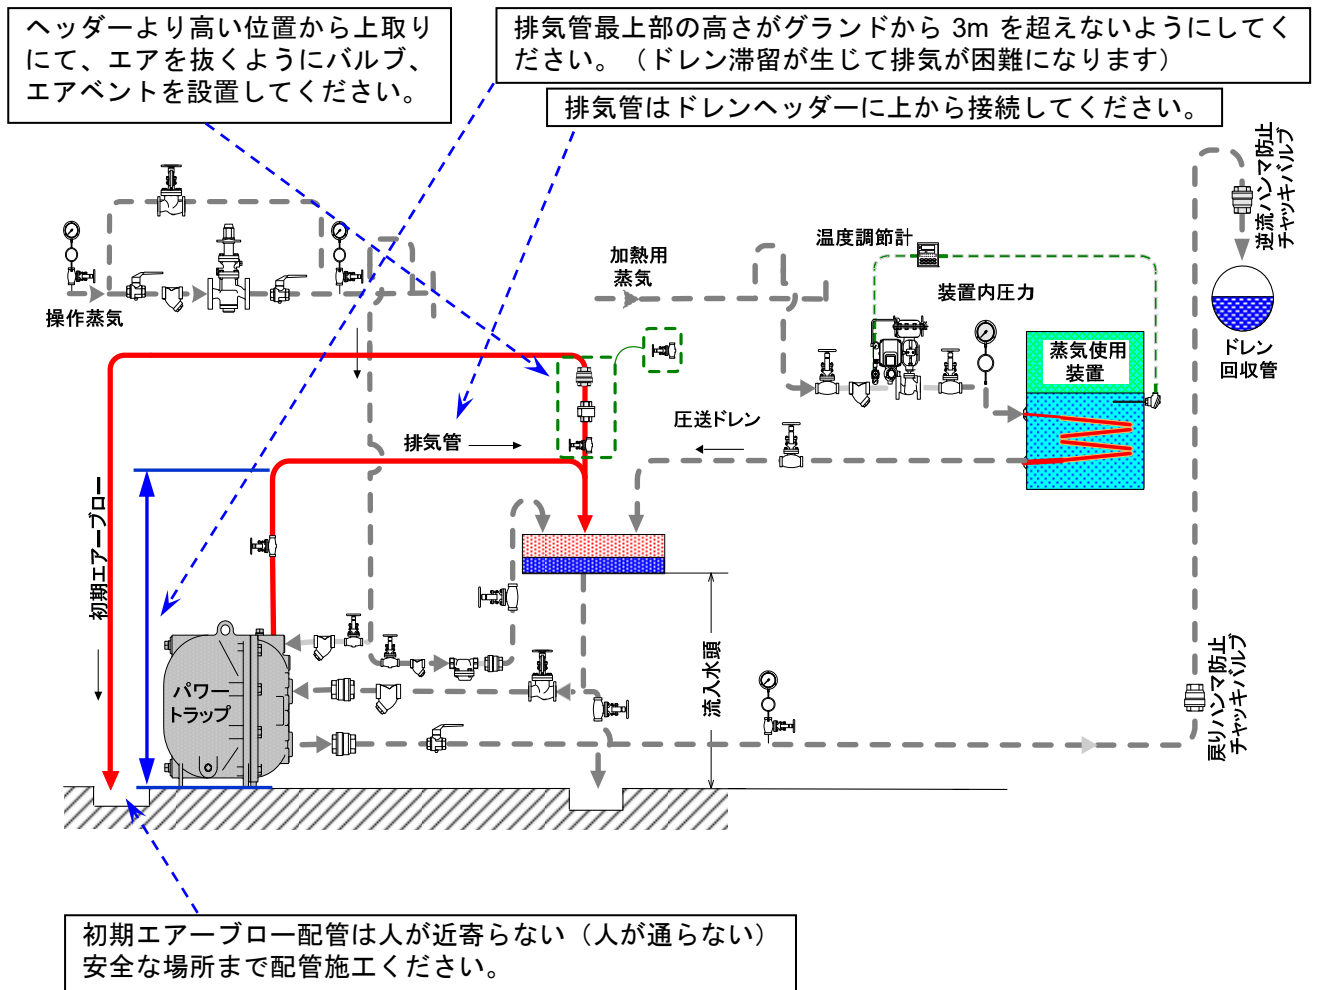 ヘッダーより高い位置から上取り
にて、エアを抜くようにバルブ、
エアベントを設置してください。
排気管最上部の高さがグランドから 3m を超えないようにしてく
ださい。（ドレン滞留が生じて排気が困難になります）
排気管はドレンヘッダーに上から接続してください。
逆流ハンマ防止
チャッキバルブ
温度調節計
加熱用
蒸気
装置内圧力
操作蒸気
ドレン
回収管
蒸気使用
装置
圧送ドレン
排気管
初期エアーブロー
流入水頭
戻りハンマ防止
チャッキバルブ
パワー
トラップ
初期エアーブロー配管は人が近寄らない（人が通らない）
安全な場所まで配管施工ください。